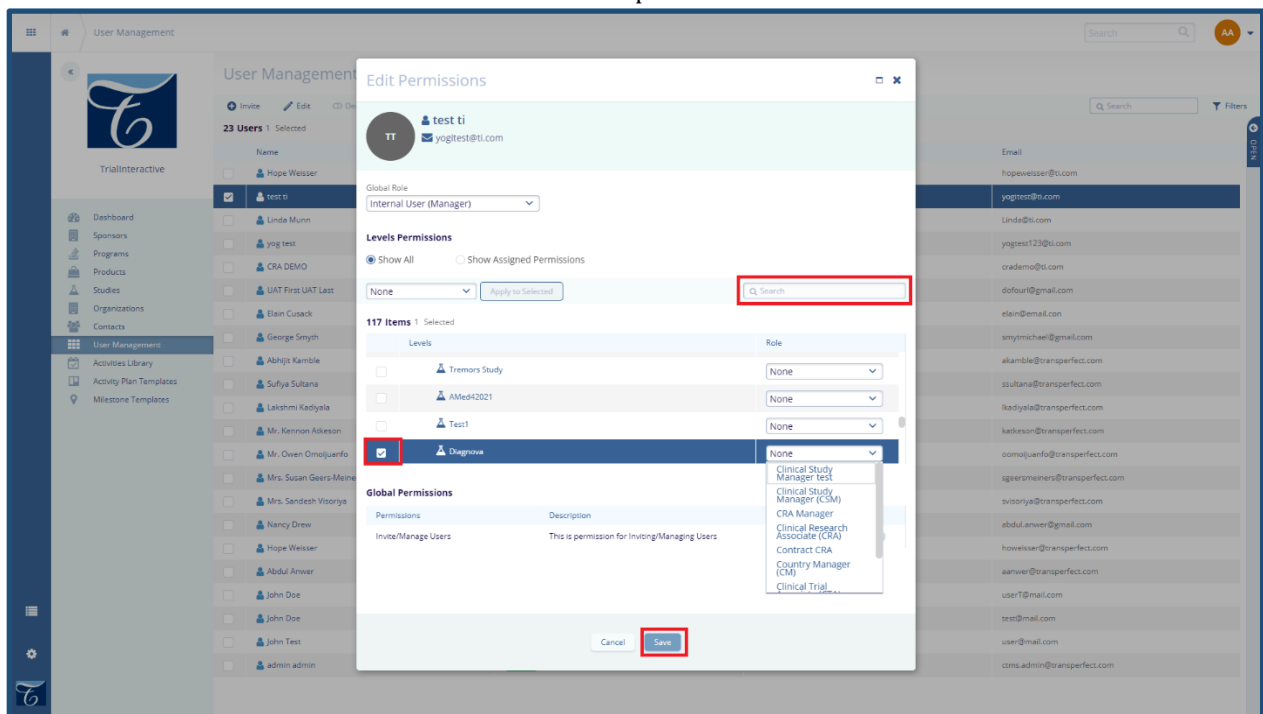 User Management
Search
AA
TrialInteractive
Dashboard
Sponsors
Programs
Products
Studies
Organizations
Contacts
User Management
Activities Library
Activity Plan Templates
Milestone Templates
User Management
Invite Edit
Search Filters
OPEN
23 Users 1 Selected
Name Email
Hope Weisser hopeweisser@ti.com
test ti yogitest@ti.com
Linda Munn Linda@ti.com
yog test yogtest123@ti.com
CRA DEMO crademo@ti.com
UAT First UAT Last dofourl@gmail.com
Elain Cusack elain@email.con
George Smyth smytmichael@gmail.com
Abhijit Kamble akamble@transperfect.com
Sufiya Sultana ssultana@transperfect.com
Lakshmi Kadiyala lkadiyala@transperfect.com
Mr. Kennon Atkeson katkeson@transperfect.com
Mr. Owen Omoijuanfo oomoijuanfo@transperfect.com
Mrs. Susan Geers-Meine sgeersmeiners@transperfect.com
Mrs. Sandesh Visoriya svisoriya@transperfect.com
Nancy Drew abdul.anwer@gmail.com
Hope Weisser howeisser@transperfect.com
Abdul Anwer aanwer@transperfect.com
John Doe userT@mail.com
John Doe test@mail.com
John Test user@mail.com
admin admin ctms.admin@transperfect.com
Edit Permissions
TT
test ti
yogitest@ti.com
Global Role
Internal User (Manager)
Levels Permissions
Show All Show Assigned Permissions
None Apply to Selected Search
117 Items 1 Selected
Levels Role
Tremors Study None
AMed42021 None
Test1 None
Diagnova None
Clinical Study
Manager test
Clinical Study
Manager (CSM)
CRA Manager
Clinical Research
Associate (CRA)
Contract CRA
Country Manager
(CM)
Clinical Trial
Global Permissions
Permissions Description
Invite/Manage Users This is permission for Inviting/Managing Users
Cancel Save